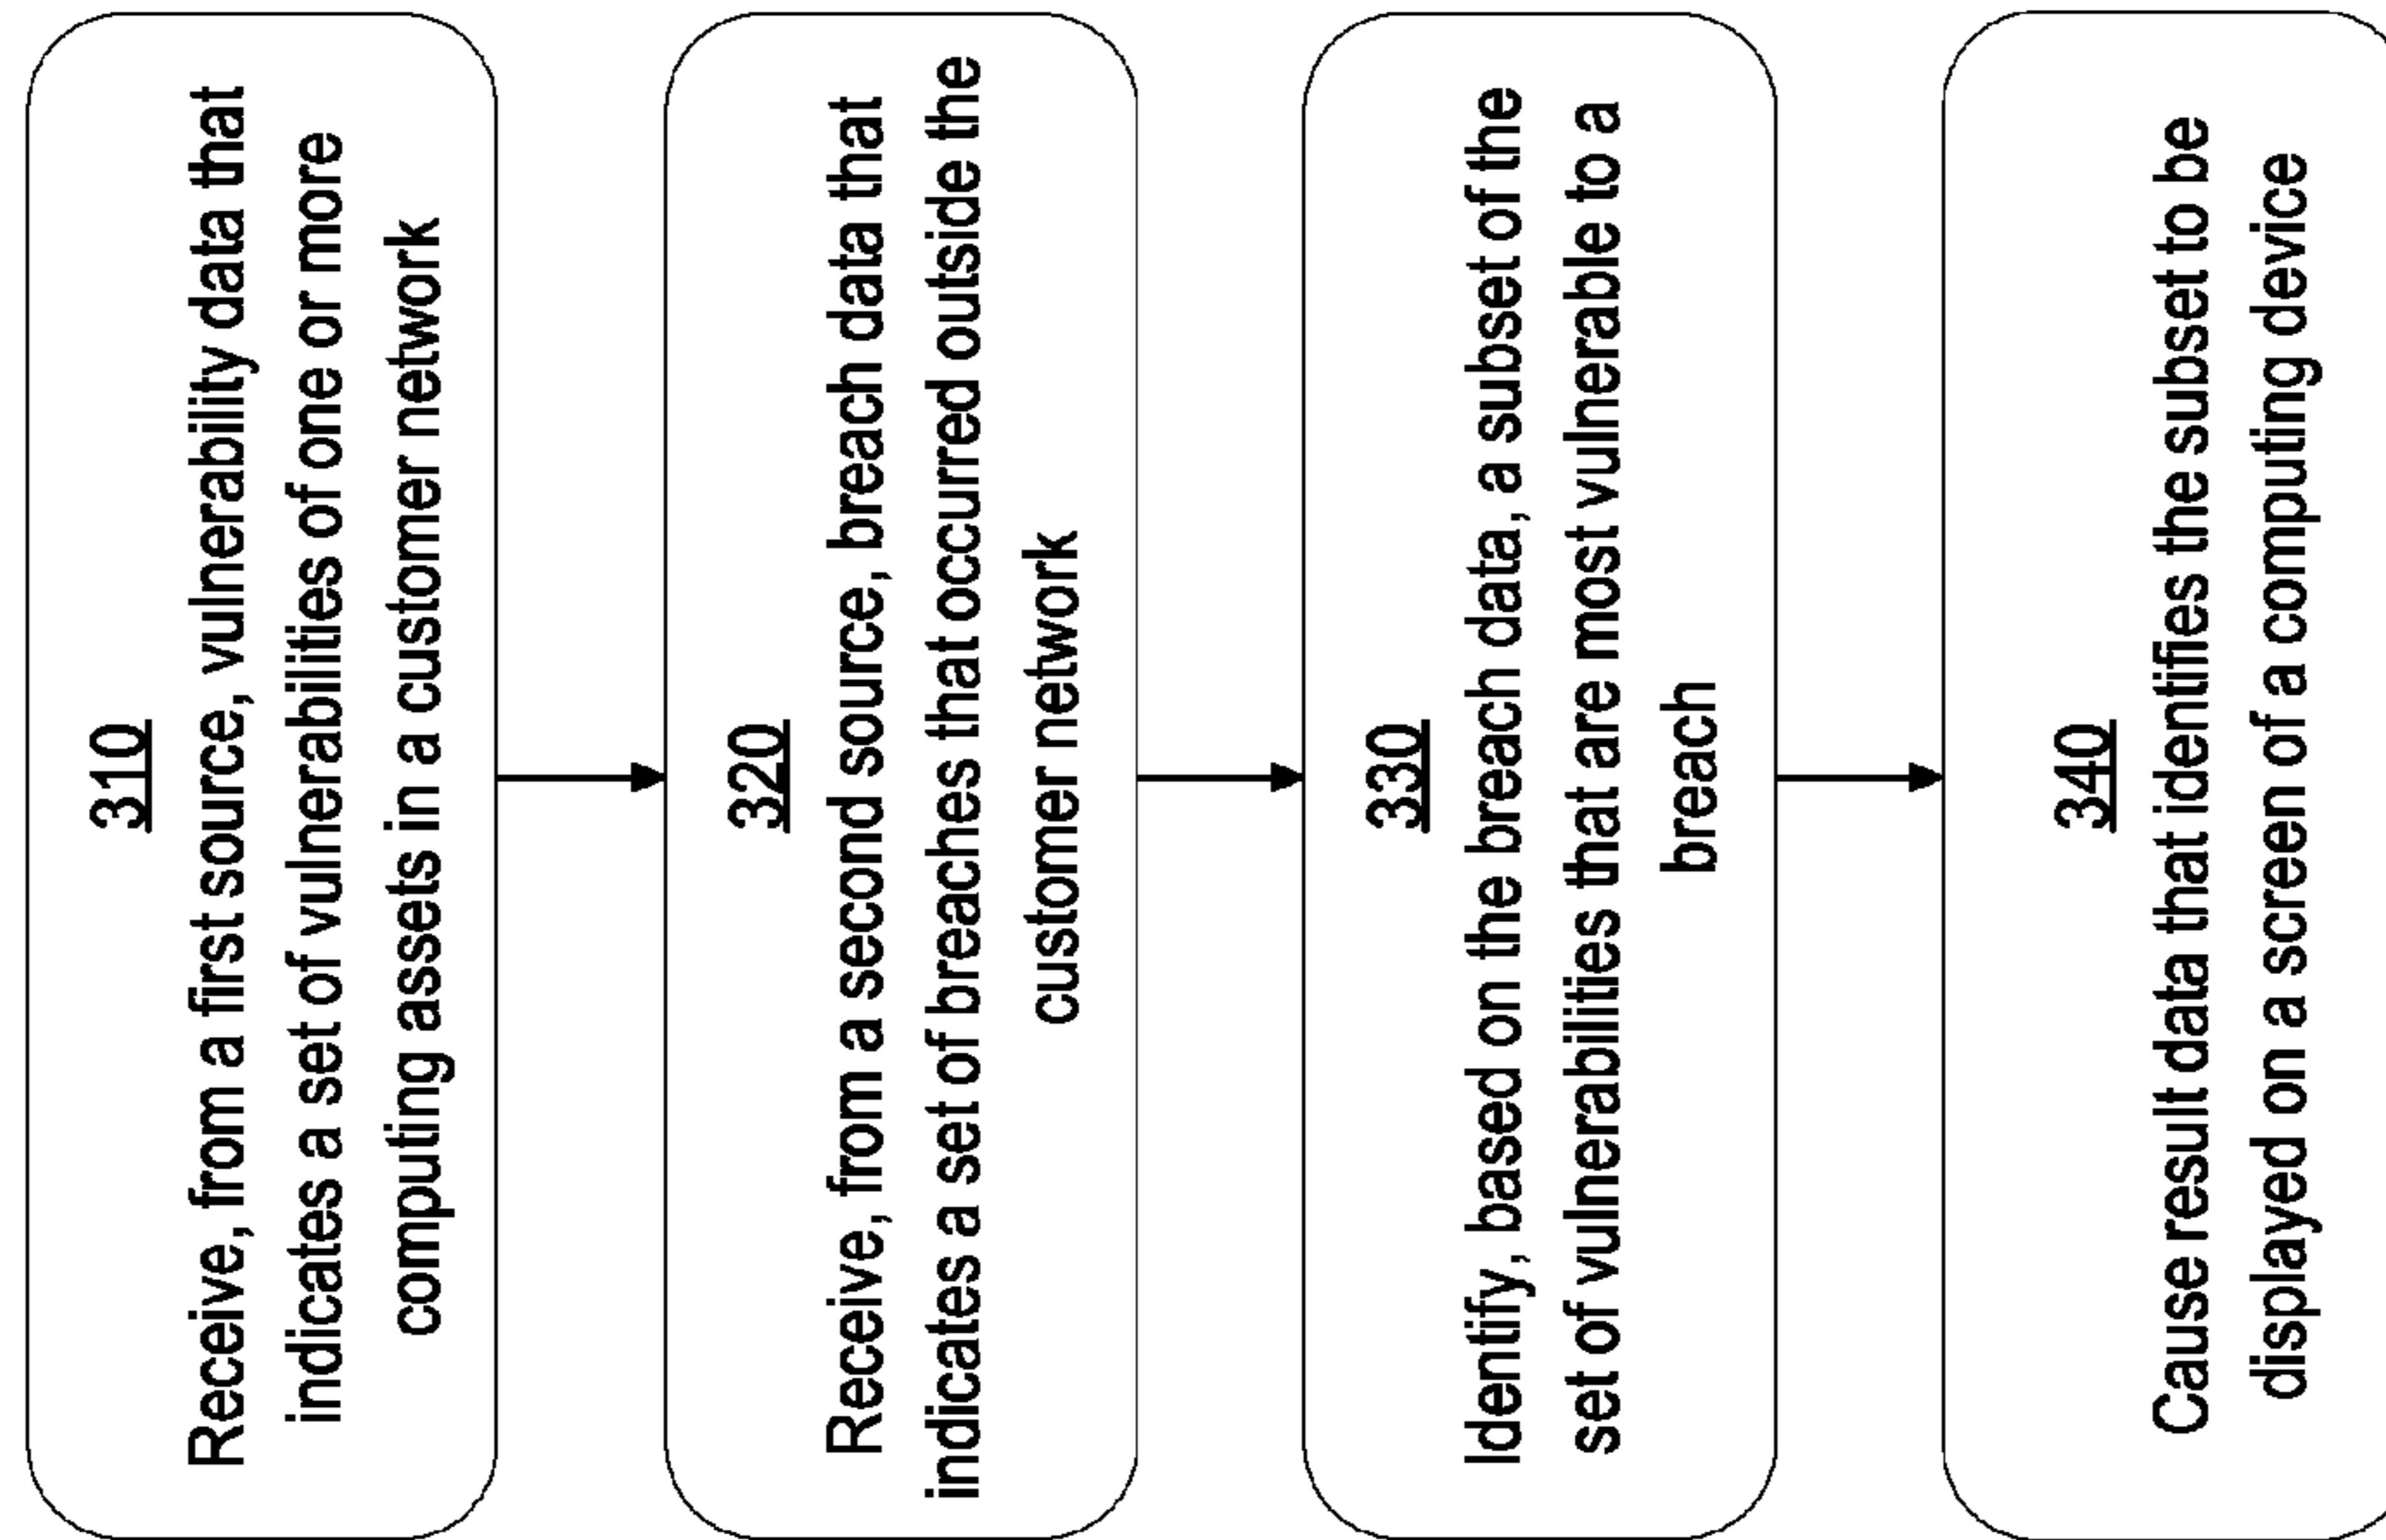 310
Receive, from a first source, vulnerability data that
indicates a set of vulnerabilities of one or more
computing assets in a customer network
320
Receive, from a second source, breach data that
indicates a set of breaches that occurred outside the
customer network
330
Identify, based on the breach data, a subset of the
set of vulnerabilities that are most vulnerable to a
breach
340
Cause result data that identifies the subset to be
displayed on a screen of a computing device